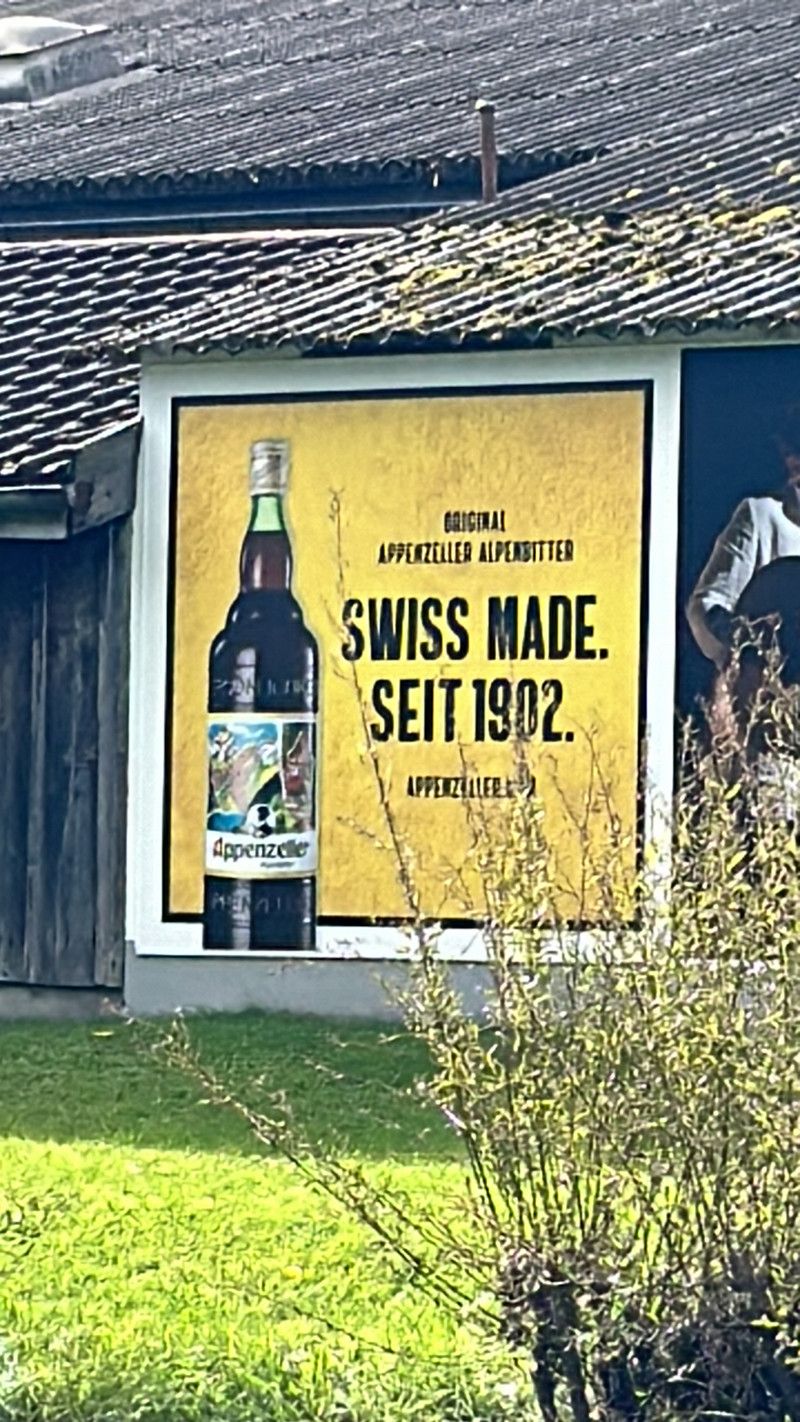 ORIGINAL
APPENZELLER ALPENBITTER
SWISS MADE.
SEIT 1902.
Appenzeller